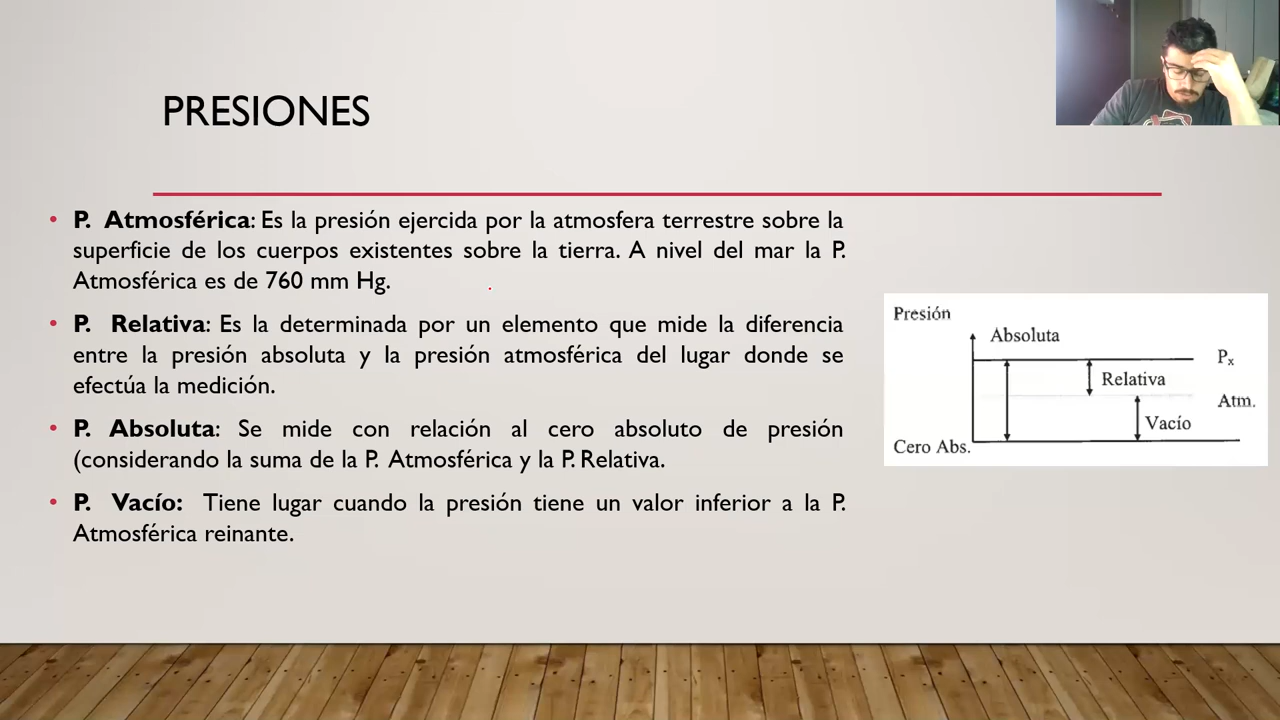 PRESIONES
• P. Atmosférica: Es la presión ejercida por la atmosfera terrestre sobre la
superficie de los cuerpos existentes sobre la tierra. A nivel del mar la P.
Atmosférica es de 760 mm Hg.
• P. Relativa: Es la determinada por un elemento que mide la diferencia
entre la presión absoluta y la presión atmosférica del lugar donde se
efectúa la medición.
• P. Absoluta: Se mide con relación al cero absoluto de presión
(considerando la suma de la P. Atmosférica y la P. Relativa.
• P. Vacío: Tiene lugar cuando la presión tiene un valor inferior a la P.
Atmosférica reinante.
Presión
Absoluta
Px
Relativa
Atm.
Vacío
Cero Abs.